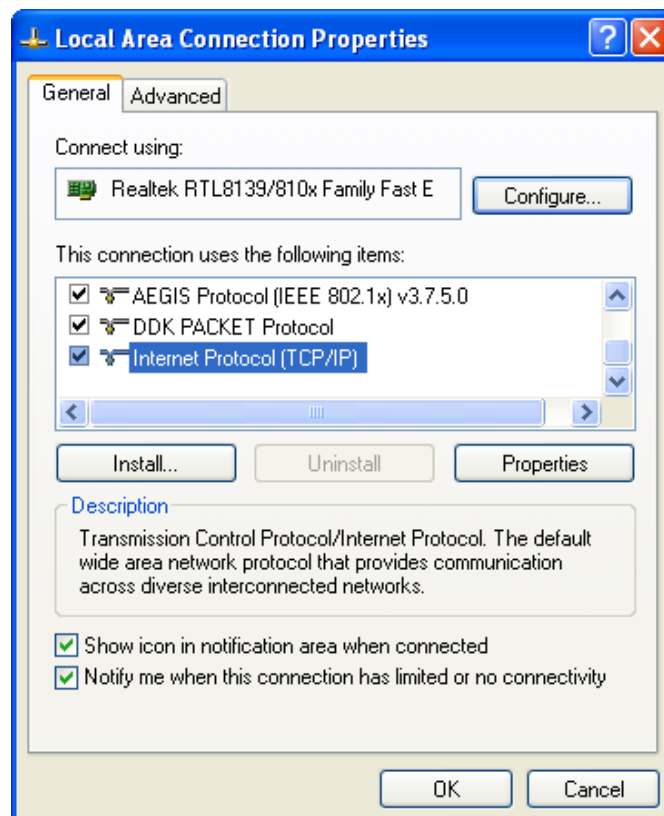 Local Area Connection Properties
General
Advanced
Connect using:
Realtek RTL8139/810x Family Fast E
Configure...
This connection uses the following items:
AEGIS Protocol (IEEE 802.1x) v3.7.5.0
DDK PACKET Protocol
Internet Protocol (TCP/IP)
Install...
Uninstall
Properties
Description
Transmission Control Protocol/Internet Protocol. The default
wide area network protocol that provides communication
across diverse interconnected networks.
Show icon in notification area when connected
Notify me when this connection has limited or no connectivity
OK
Cancel